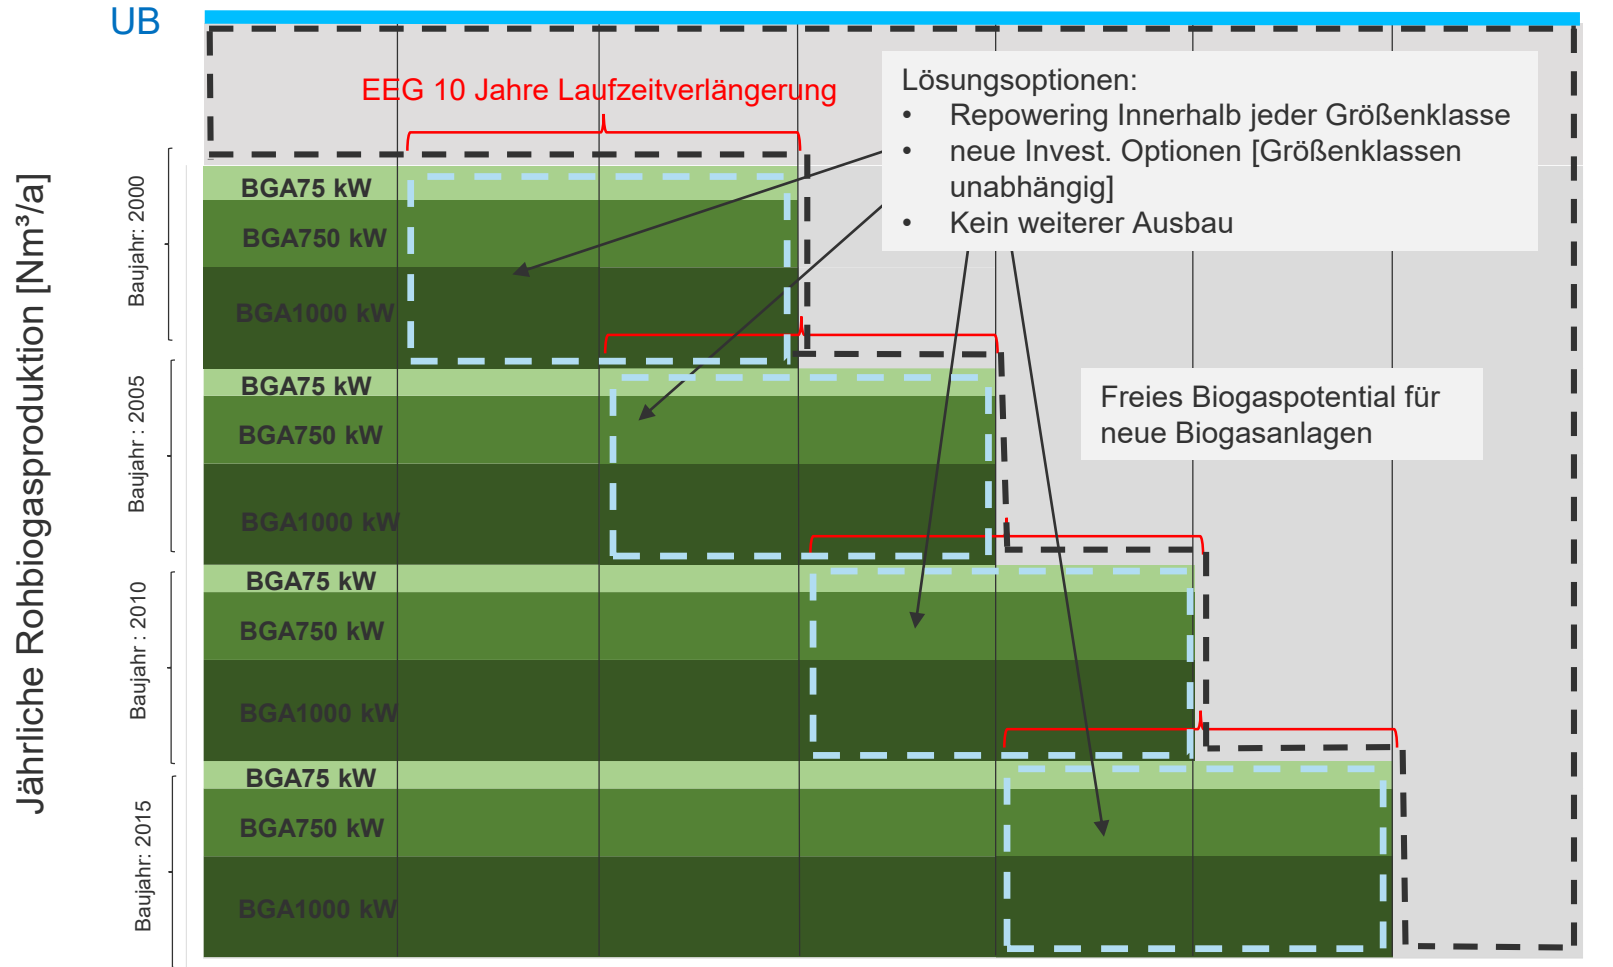 UB
EEG 10 Jahre Laufzeitverlängerung
Lösungsoptionen:
• Repowering Innerhalb jeder Größenklasse
• neue Invest. Optionen [Größenklassen
unabhängig]
• Kein weiterer Ausbau
Jährliche Rohbiogasproduktion [Nm³/a]
Baujahr: 2000
BGA75 kW
BGA750 kW
BGA1000 kW
Baujahr : 2005
BGA75 kW
BGA750 kW
BGA1000 kW
Freies Biogaspotential für
neue Biogasanlagen
Baujahr : 2010
BGA75 kW
BGA750 kW
BGA1000 kW
Baujahr: 2015
BGA75 kW
BGA750 kW
BGA1000 kW